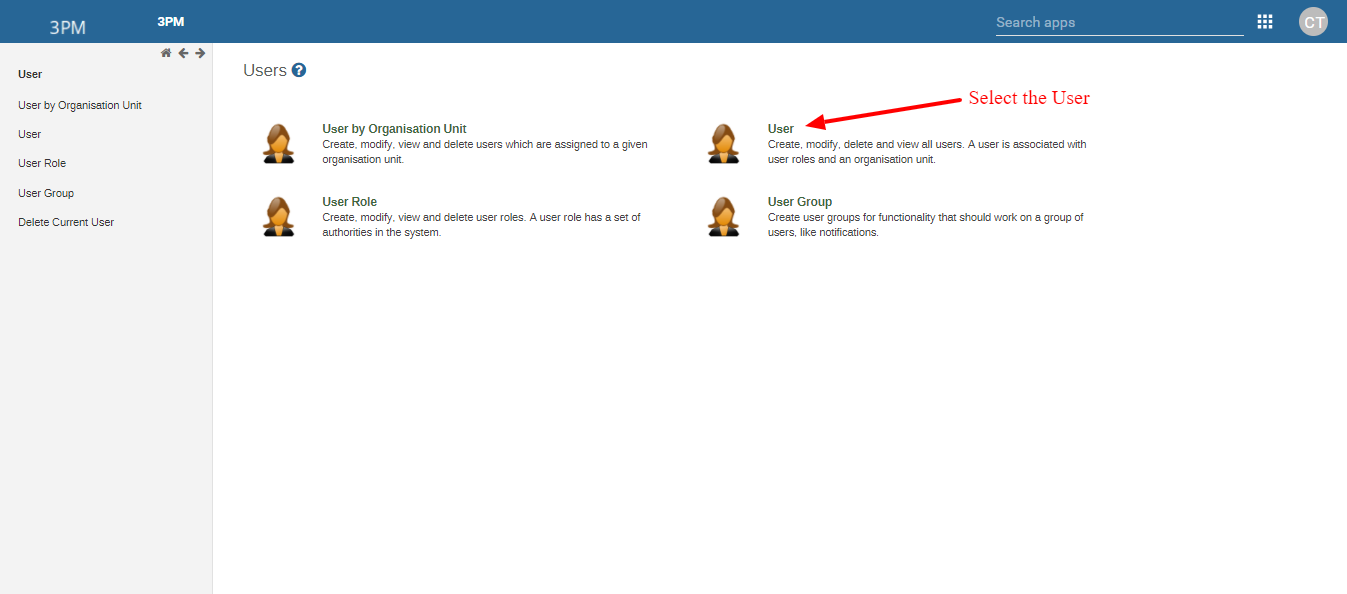 3PM
3PM
Search apps
CT
User
User by Organisation Unit
User
User Role
User Group
Delete Current User
Users ?
Select the User
User by Organisation Unit
Create, modify, view and delete users which are assigned to a given
organisation unit.
User
Create, modify, delete and view all users. A user is associated with
user roles and an organisation unit.
User Role
Create, modify, view and delete user roles. A user role has a set of
authorities in the system.
User Group
Create user groups for functionality that should work on a group of
users, like notifications.